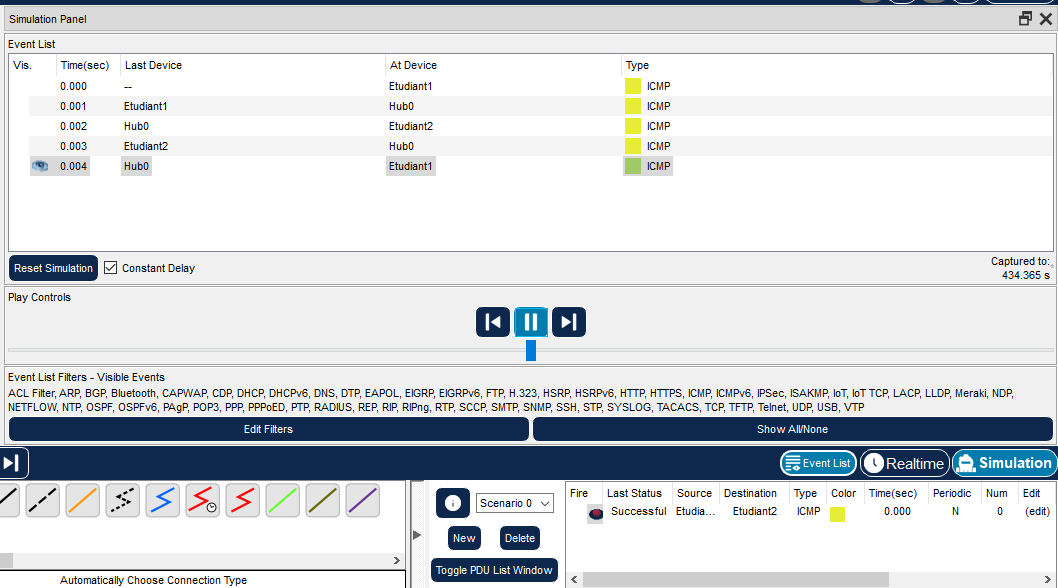 Simulation Panel
Event List
Vis. Time(sec) Last Device At Device Type
0.000 -- Etudiant1 ICMP
0.001 Etudiant1 Hub0 ICMP
0.002 Hub0 Etudiant2 ICMP
0.003 Etudiant2 Hub0 ICMP
0.004 Hub0 Etudiant1 ICMP
Reset Simulation Constant Delay
Captured to:
434.365 s
Play Controls
Event List Filters - Visible Events
ACL Filter, ARP, BGP, Bluetooth, CAPWAP, CDP, DHCP, DHCPv6, DNS, DTP, EAPOL, EIGRP, EIGRPv6, FTP, H.323, HSRP, HSRPv6, HTTP, HTTPS, ICMP, ICMPv6, IPSec, ISAKMP, IoT, IoT TCP, LACP, LLDP, Meraki, NDP,
NETFLOW, NTP, OSPF, OSPFv6, PAgP, POP3, PPP, PPPoED, PTP, RADIUS, REP, RIP, RIPng, RTP, SCCP, SMTP, SNMP, SSH, STP, SYSLOG, TACACS, TCP, TFTP, Telnet, UDP, USB, VTP
Edit Filters Show All/None
Event List Realtime Simulation
Scenario 0
New Delete
Toggle PDU List Window
Fire Last Status Source Destination Type Color Time(sec) Periodic Num Edit
Successful Etudia... Etudiant2 ICMP 0.000 N 0 (edit)
Automatically Choose Connection Type